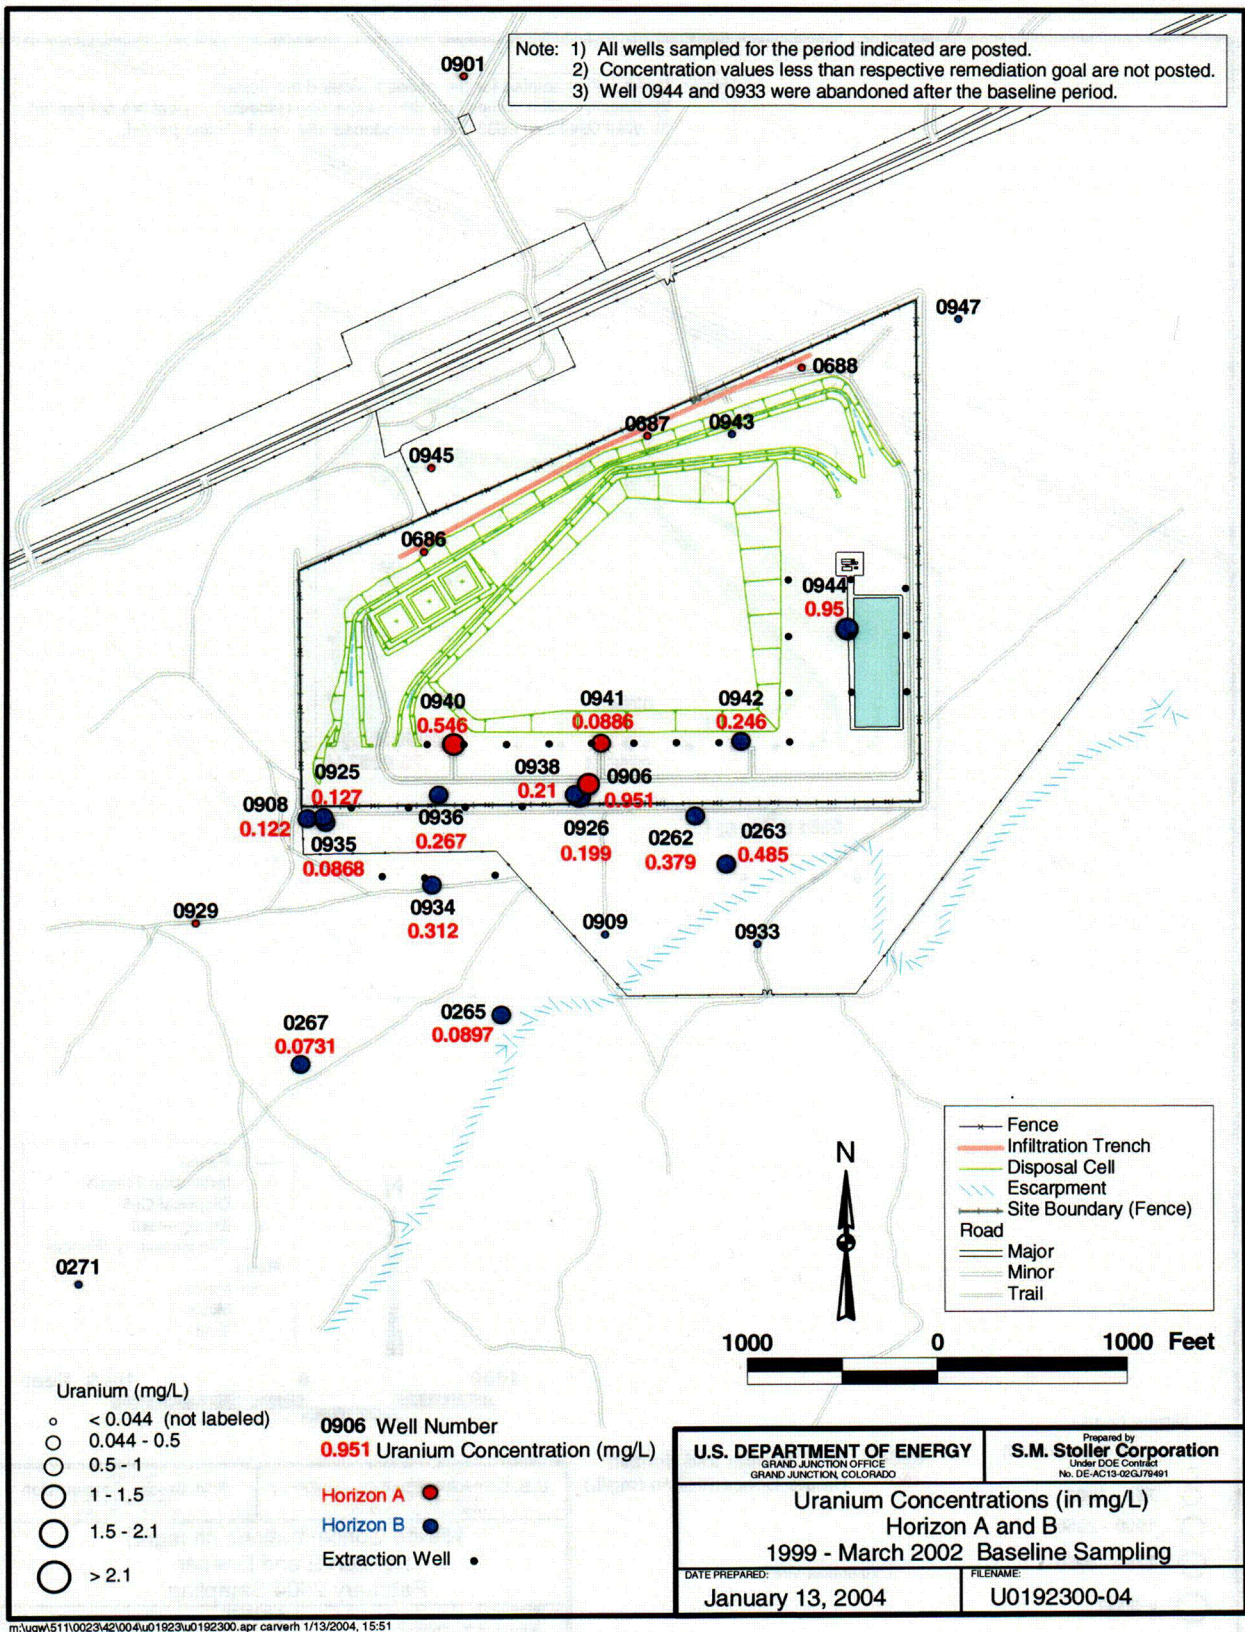 Note: 1) All wells sampled for the period indicated are posted.
2) Concentration values less than respective remediation goal are not posted.
3) Well 0944 and 0933 were abandoned after the baseline period.
0901
0947
0688
0687
0943
0945
0686
0944
0.95
0940
0.546
0941
0.0886
0942
0.246
0925
0.127
0938
0.21
0906
0.951
0908
0.122
0936
0.267
0926
0.199
0262
0.379
0263
0.485
0935
0.0868
0934
0.312
0929
0909
0933
0265
0.0897
0267
0.0731
0271
Fence
Infiltration Trench
Disposal Cell
Escarpment
Site Boundary (Fence)
Road
Major
Minor
Trail
N
1000 0 1000 Feet
Uranium (mg/L)
< 0.044 (not labeled)
0.044 - 0.5
0.5 - 1
1 - 1.5
1.5 - 2.1
> 2.1
0906 Well Number
0.951 Uranium Concentration (mg/L)
Horizon A
Horizon B
Extraction Well
U.S. DEPARTMENT OF ENERGY
GRAND JUNCTION OFFICE
GRAND JUNCTION, COLORADO
Prepared by
S.M. Stoller Corporation
Under DOE Contract
No. DE-AC13-02GJ79491
Uranium Concentrations (in mg/L)
Horizon A and B
1999 - March 2002 Baseline Sampling
DATE PREPARED:
January 13, 2004
FILENAME:
U0192300-04
m:\ugw\511\0023\42\004\u01923\u0192300.apr carverh 1/13/2004, 15:51